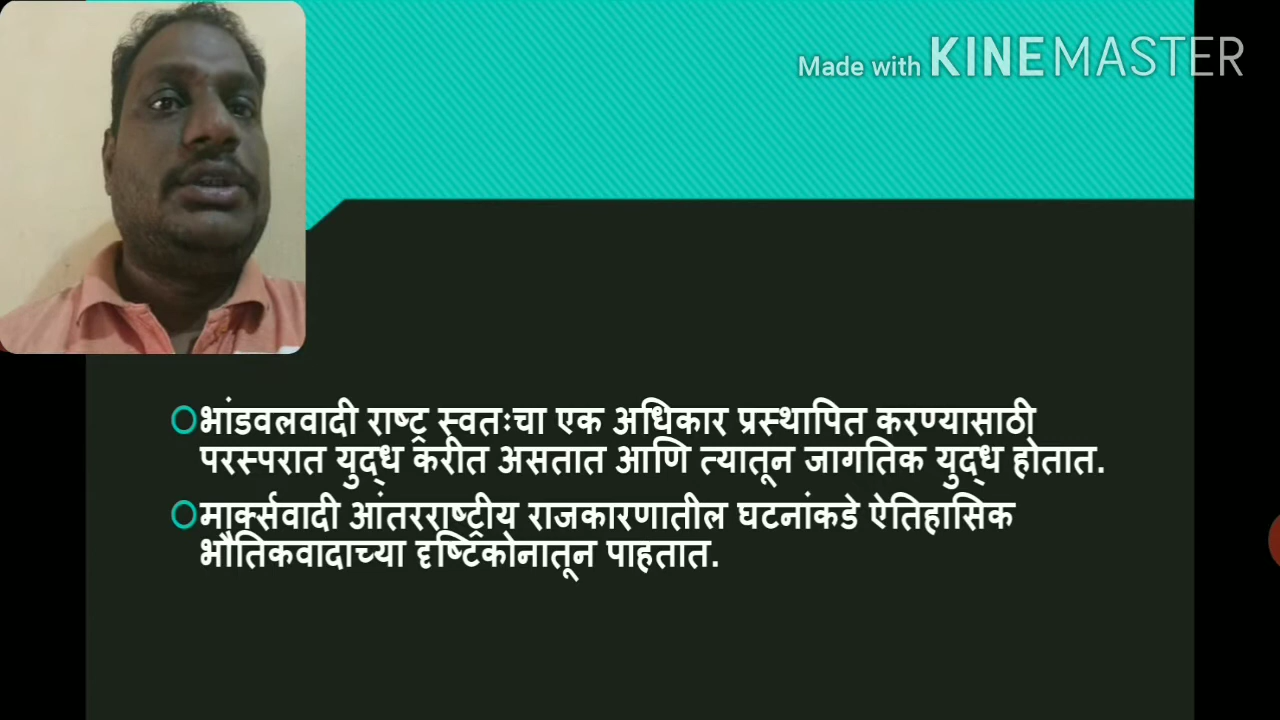 Made with KINEMASTER
भांडवलवादी राष्ट्र स्वतःचा एक अधिकार प्रस्थापित करण्यासाठी
परस्परात युद्ध करीत असतात आणि त्यातून जागतिक युद्ध होतात.
मार्क्सवादी आंतरराष्ट्रीय राजकारणातील घटनांकडे ऐतिहासिक
भौतिकवादाच्या दृष्टिकोनातून पाहतात.